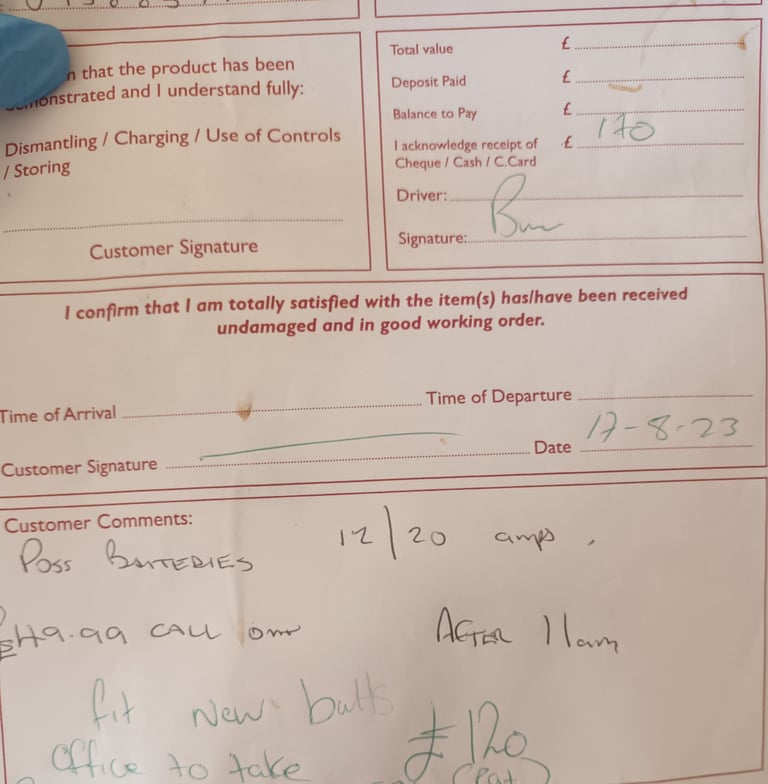 n that the product has been
demonstrated and I understand fully:
Dismantling / Charging / Use of Controls
/ Storing
Customer Signature
Total value £
Deposit Paid £
Balance to Pay £
I acknowledge receipt of £ 170
Cheque / Cash / C.Card
Driver:
Signature:
I confirm that I am totally satisfied with the item(s) has/have been received
undamaged and in good working order.
Time of Arrival Time of Departure
Customer Signature Date 17-8-23
Customer Comments:
12/20 amps.
Poss BATTERIES
£49.99 CALL out AFTER 11am
fit new batts
office to take £120